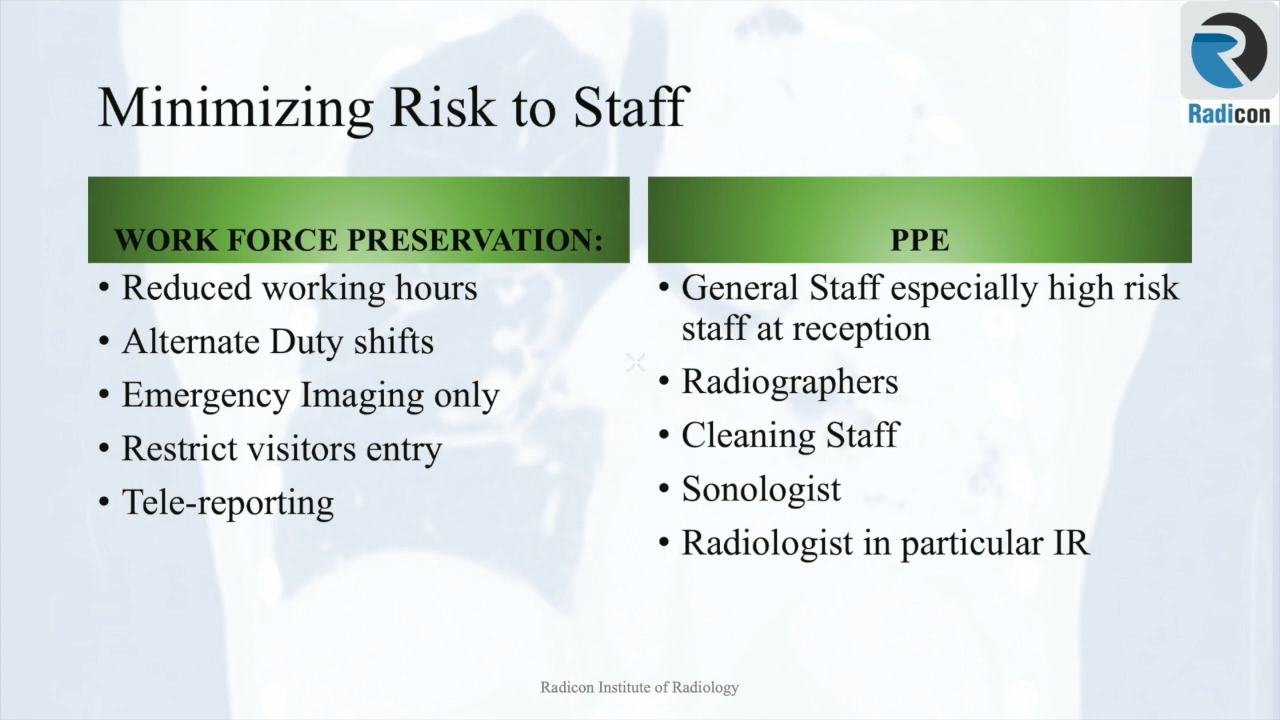 Radicon
Minimizing Risk to Staff
WORK FORCE PRESERVATION:
• Reduced working hours
• Alternate Duty shifts
• Emergency Imaging only
• Restrict visitors entry
• Tele-reporting
PPE
• General Staff especially high risk
staff at reception
• Radiographers
• Cleaning Staff
• Sonologist
• Radiologist in particular IR
Radicon Institute of Radiology